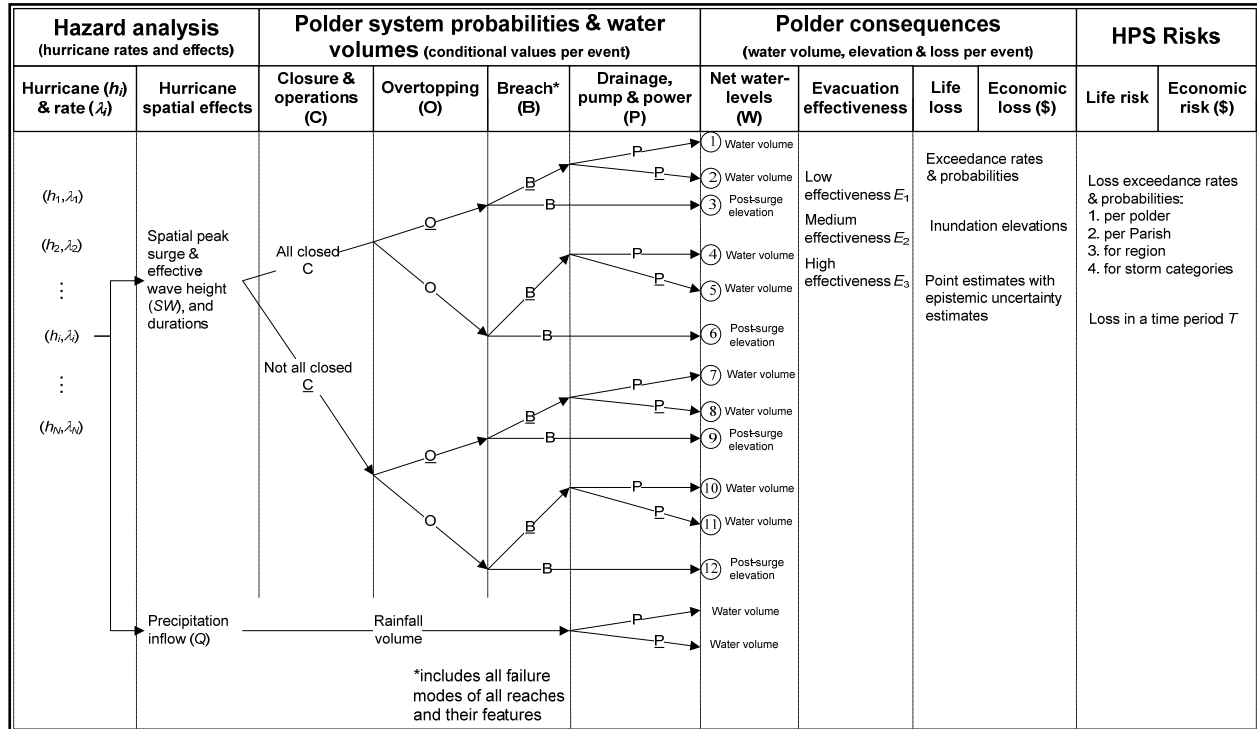 Hazard analysis
(hurricane rates and effects)
Polder system probabilities & water
volumes (conditional values per event)
Polder consequences
(water volume, elevation & loss per event)
HPS Risks
Hurricane (hi)
& rate (λi)
Hurricane
spatial effects
Closure &
operations
(C)
Overtopping
(O)
Breach*
(B)
Drainage,
pump & power
(P)
Net water-
levels
(W)
Evacuation
effectiveness
Life
loss
Economic
loss ($)
Life risk
Economic
risk ($)
(h1,λ1)
(h2,λ2)
⋮
(hi,λi)
⋮
(hN,λN)
Spatial peak
surge &
effective
wave height
(SW), and
durations
All closed
C
Not all closed
C
O
O
O
O
B
B
B
B
B
B
B
B
P
P
P
P
P
P
P
P
1 Water volume
2 Water volume
3 Post-surge
elevation
4 Water volume
5 Water volume
6 Post-surge
elevation
7 Water volume
8 Water volume
9 Post-surge
elevation
10 Water volume
11 Water volume
12 Post-surge
elevation
Low
effectiveness E1
Medium
effectiveness E2
High
effectiveness E3
Exceedance rates
& probabilities
Inundation elevations
Point estimates with
epistemic uncertainty
estimates
Loss exceedance rates
& probabilities:
1. per polder
2. per Parish
3. for region
4. for storm categories
Loss in a time period T
Precipitation
inflow (Q)
Rainfall
volume
P
P
Water volume
Water volume
*includes all failure
modes of all reaches
and their features